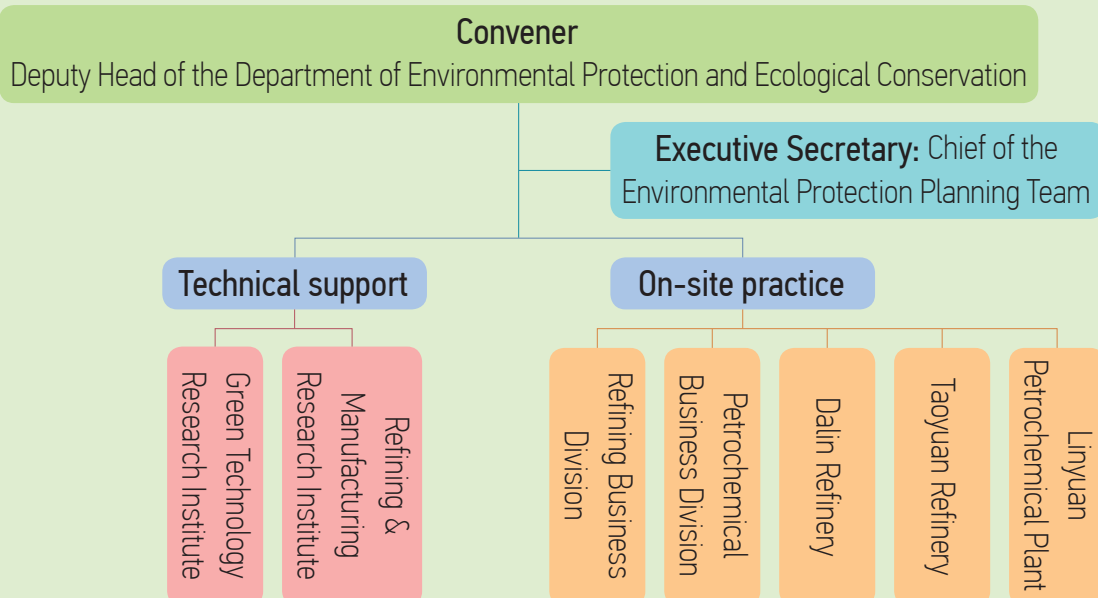 Convener
Deputy Head of the Department of Environmental Protection and Ecological Conservation
Executive Secretary: Chief of the
Environmental Protection Planning Team
Technical support
On-site practice
Green Technology
Research Institute
Refining &
Manufacturing
Research Institute
Refining Business
Division
Petrochemical
Business Division
Dalin Refinery
Taoyuan Refinery
Linyuan
Petrochemical Plant